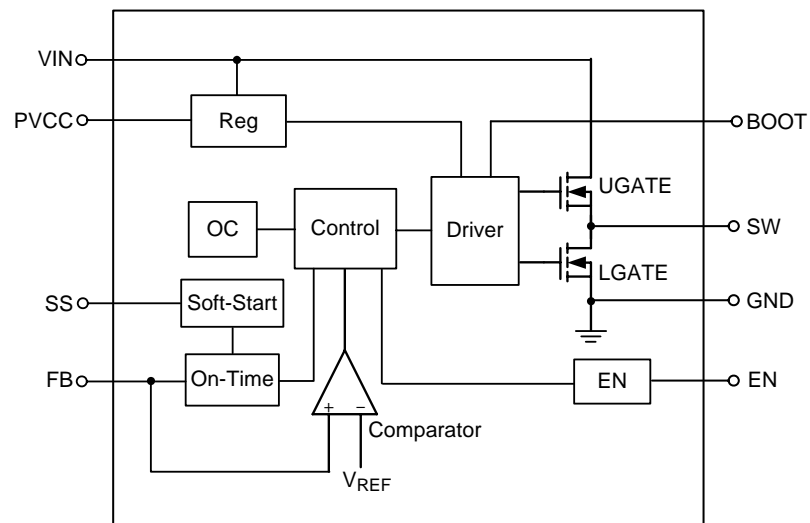 VIN
PVCC
Reg
BOOT
UGATE
OC
Control
Driver
SW
LGATE
SS
Soft-Start
GND
FB
On-Time
EN
EN
+
−
Comparator
VREF